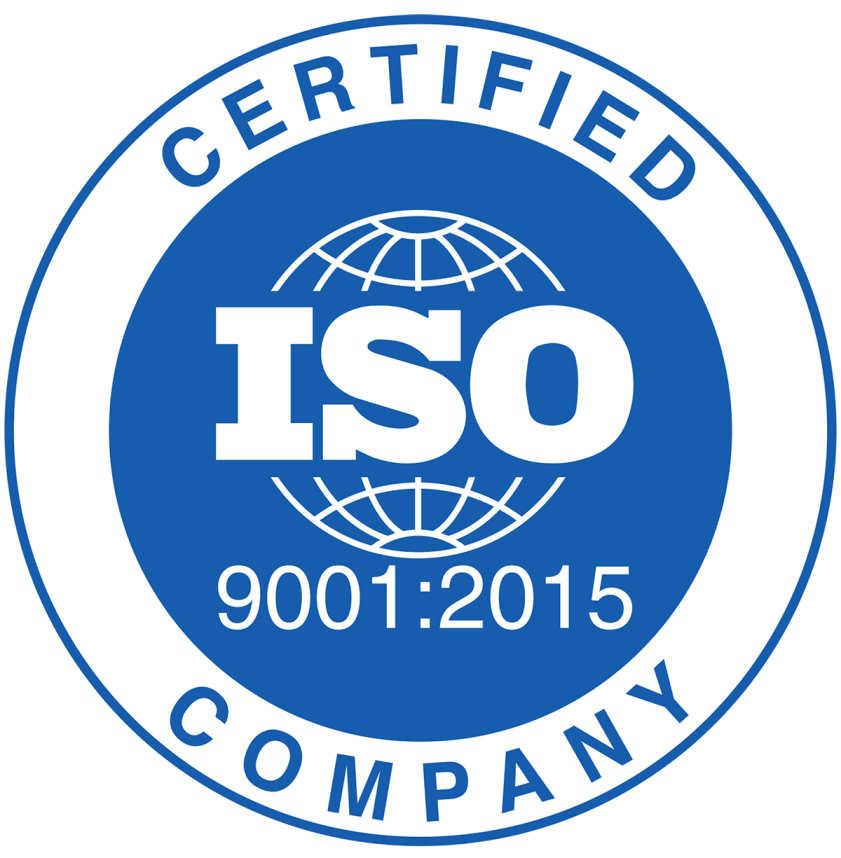 CERTIFIED
ISO
9001:2015
COMPANY